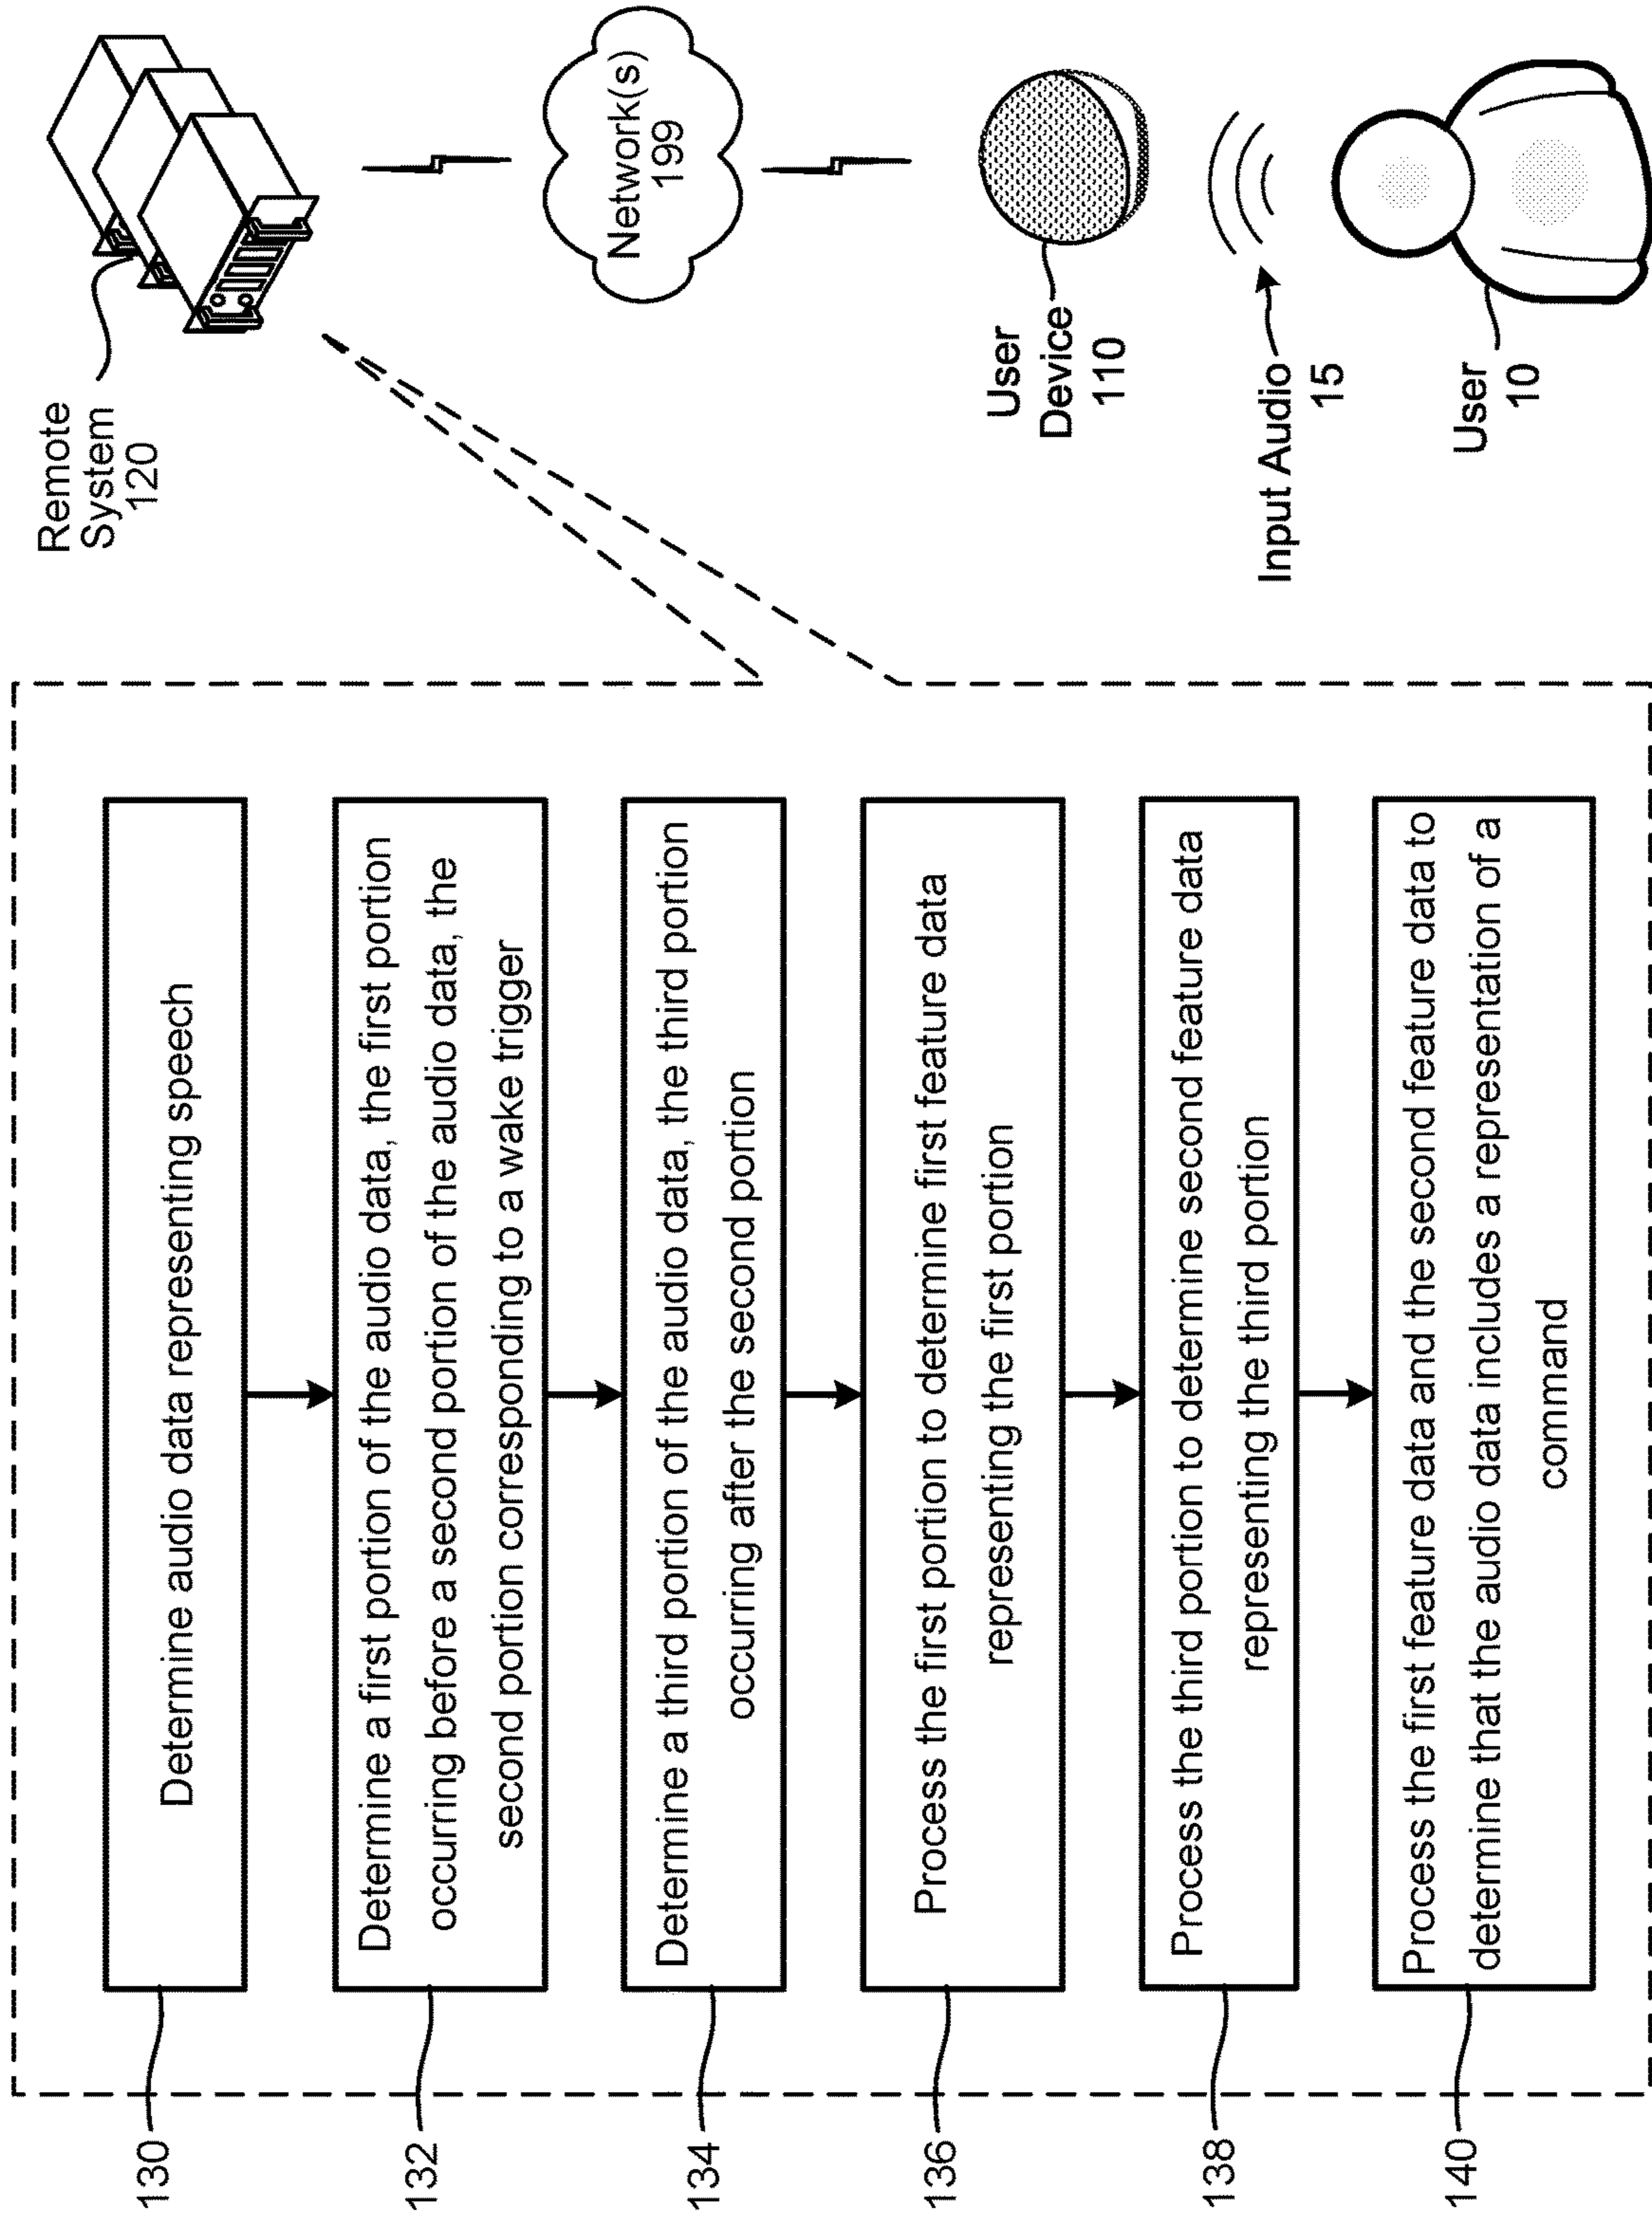 130
Determine audio data representing speech
132
Determine a first portion of the audio data, the first portion
occurring before a second portion of the audio data, the
second portion corresponding to a wake trigger
134
Determine a third portion of the audio data, the third portion
occurring after the second portion
136
Process the first portion to determine first feature data
representing the first portion
138
Process the third portion to determine second feature data
representing the third portion
140
Process the first feature data and the second feature data to
determine that the audio data includes a representation of a
command
Remote
System
120
Network(s)
199
User
Device
110
Input Audio
15
User
10